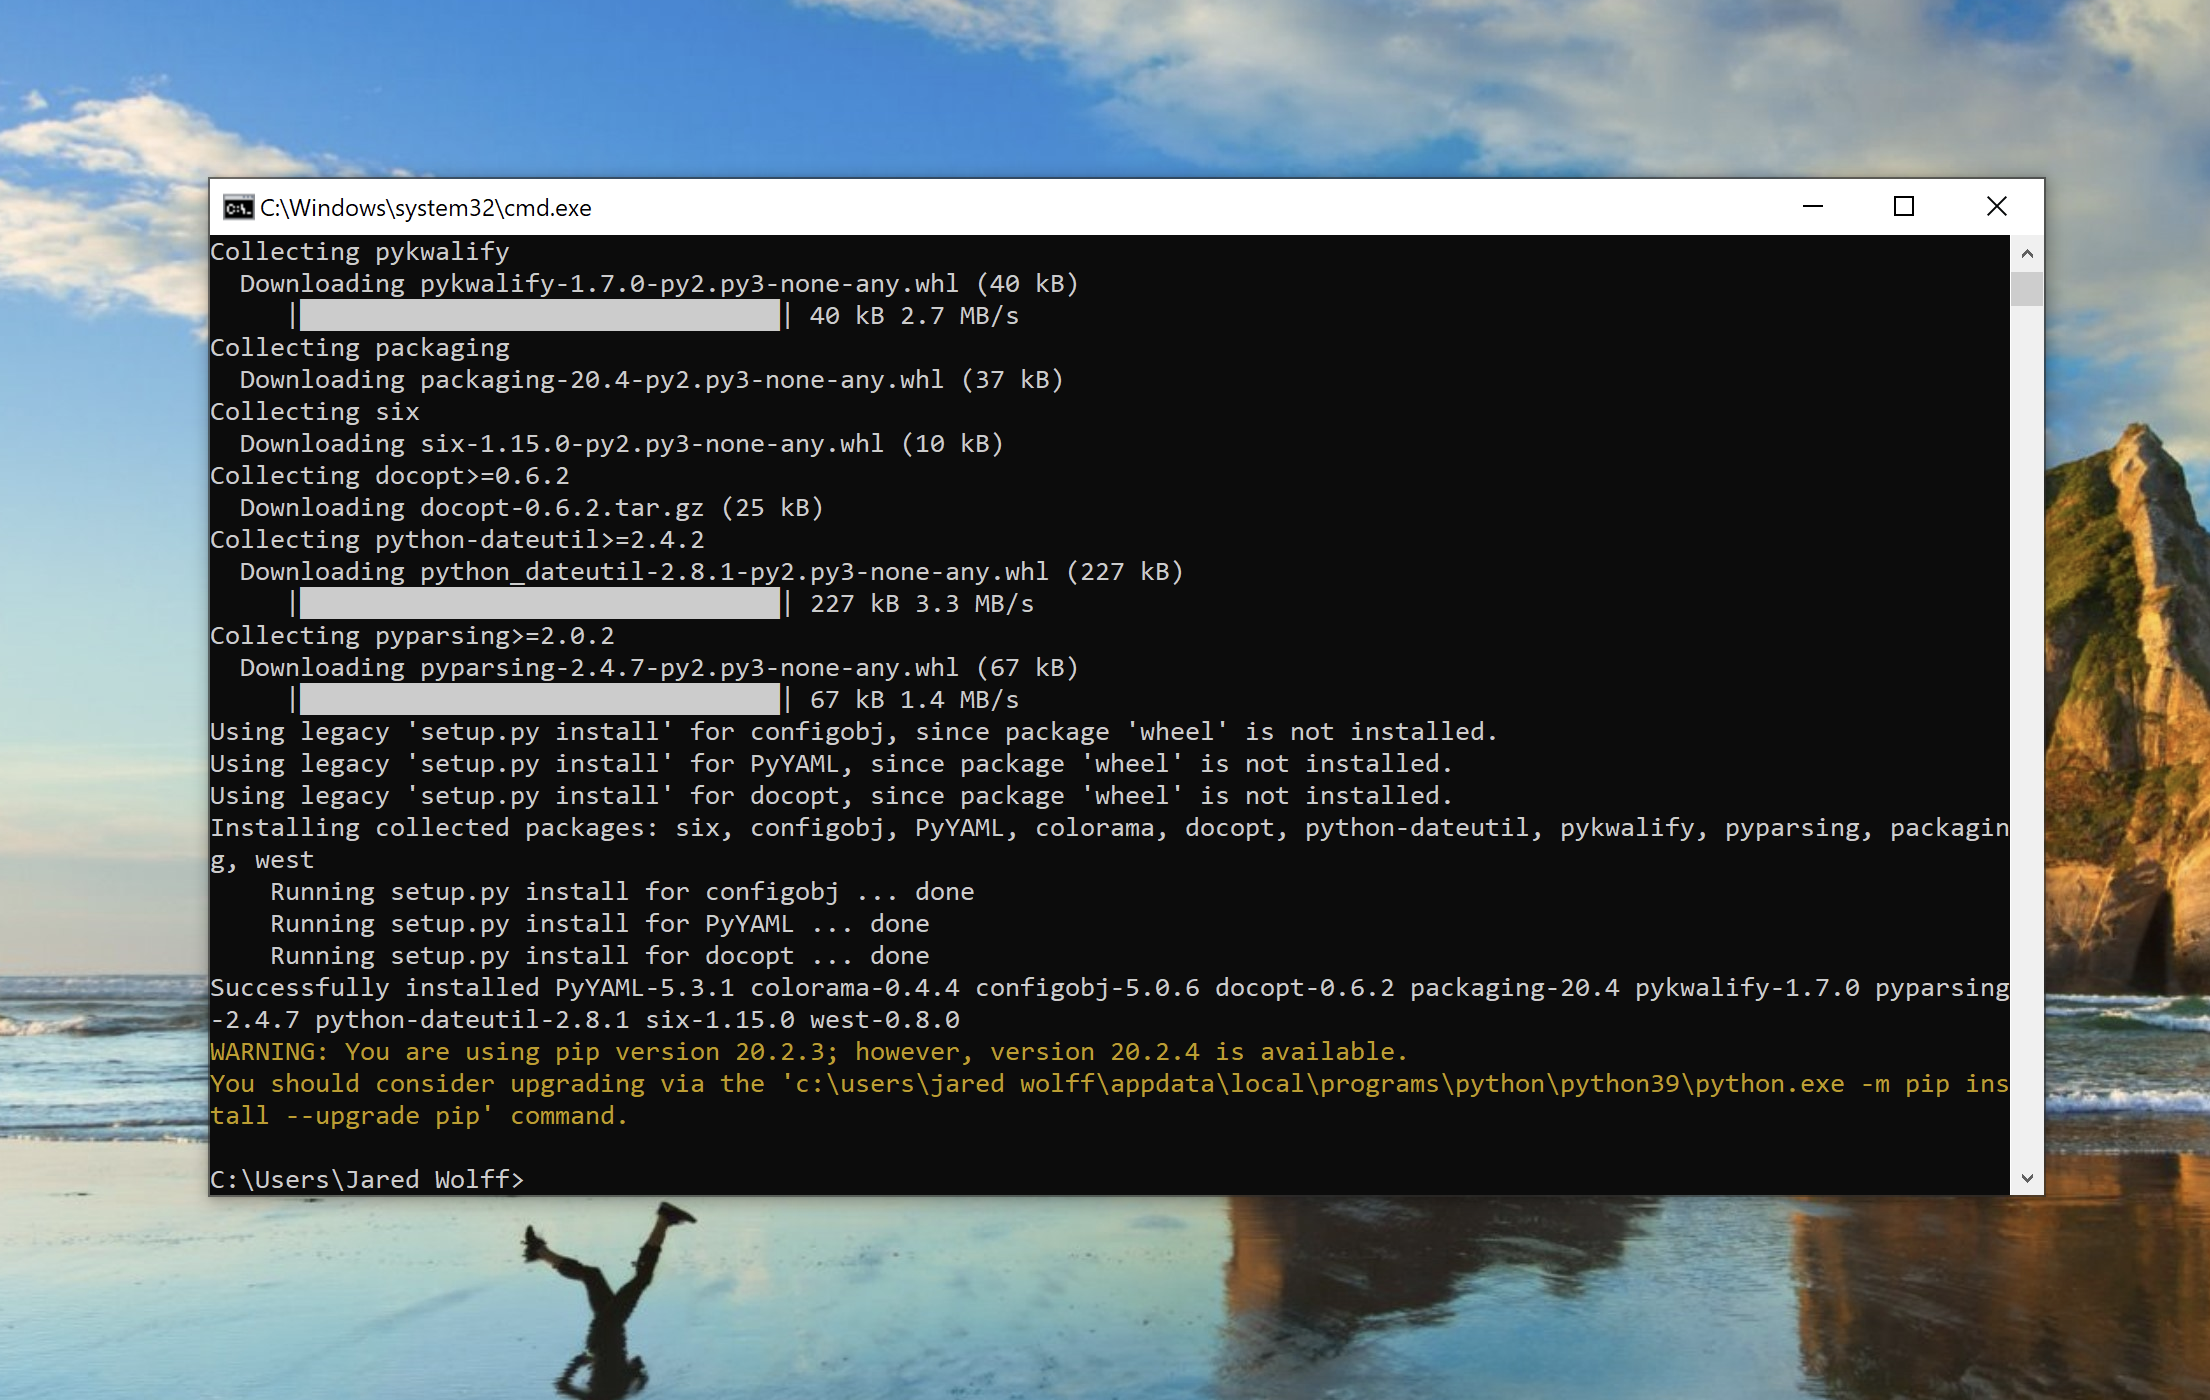 C:\Windows\system32\cmd.exe
Collecting pykwalify
  Downloading pykwalify-1.7.0-py2.py3-none-any.whl (40 kB)
     |████████████████████████████████| 40 kB 2.7 MB/s
Collecting packaging
  Downloading packaging-20.4-py2.py3-none-any.whl (37 kB)
Collecting six
  Downloading six-1.15.0-py2.py3-none-any.whl (10 kB)
Collecting docopt>=0.6.2
  Downloading docopt-0.6.2.tar.gz (25 kB)
Collecting python-dateutil>=2.4.2
  Downloading python_dateutil-2.8.1-py2.py3-none-any.whl (227 kB)
     |████████████████████████████████| 227 kB 3.3 MB/s
Collecting pyparsing>=2.0.2
  Downloading pyparsing-2.4.7-py2.py3-none-any.whl (67 kB)
     |████████████████████████████████| 67 kB 1.4 MB/s
Using legacy 'setup.py install' for configobj, since package 'wheel' is not installed.
Using legacy 'setup.py install' for PyYAML, since package 'wheel' is not installed.
Using legacy 'setup.py install' for docopt, since package 'wheel' is not installed.
Installing collected packages: six, configobj, PyYAML, colorama, docopt, python-dateutil, pykwalify, pyparsing, packagin
g, west
    Running setup.py install for configobj ... done
    Running setup.py install for PyYAML ... done
    Running setup.py install for docopt ... done
Successfully installed PyYAML-5.3.1 colorama-0.4.4 configobj-5.0.6 docopt-0.6.2 packaging-20.4 pykwalify-1.7.0 pyparsing
-2.4.7 python-dateutil-2.8.1 six-1.15.0 west-0.8.0
WARNING: You are using pip version 20.2.3; however, version 20.2.4 is available.
You should consider upgrading via the 'c:\users\jared wolff\appdata\local\programs\python\python39\python.exe -m pip ins
tall --upgrade pip' command.
C:\Users\Jared Wolff>